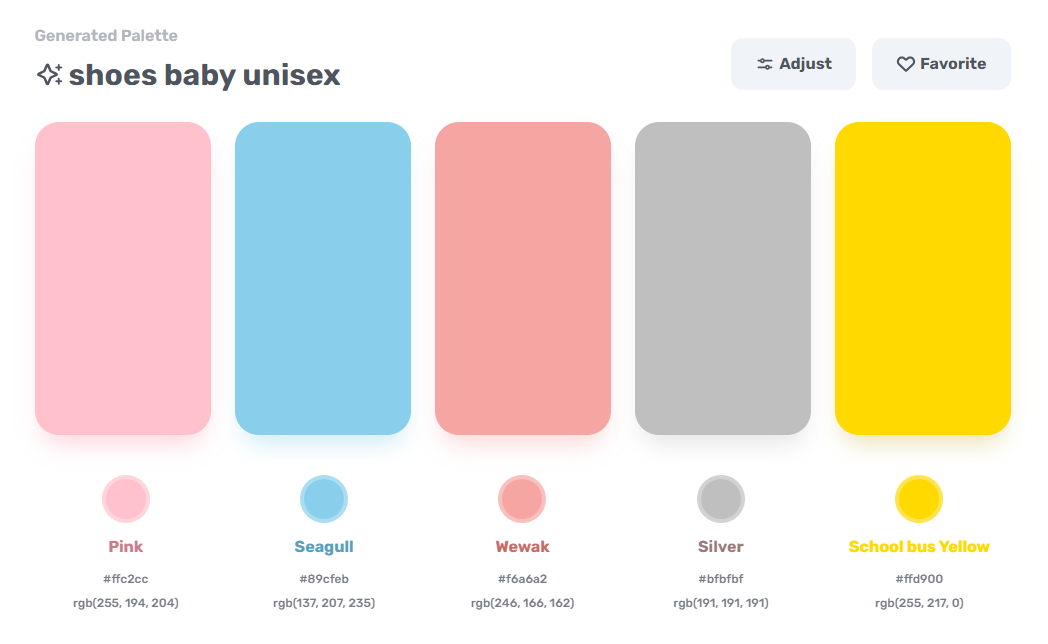 Generated Palette
shoes baby unisex
Adjust
Favorite
Pink
#ffc2cc
rgb(255, 194, 204)
Seagull
#89cfeb
rgb(137, 207, 235)
Wewak
#f6a6a2
rgb(246, 166, 162)
Silver
#bfbfbf
rgb(191, 191, 191)
School bus Yellow
#ffd900
rgb(255, 217, 0)